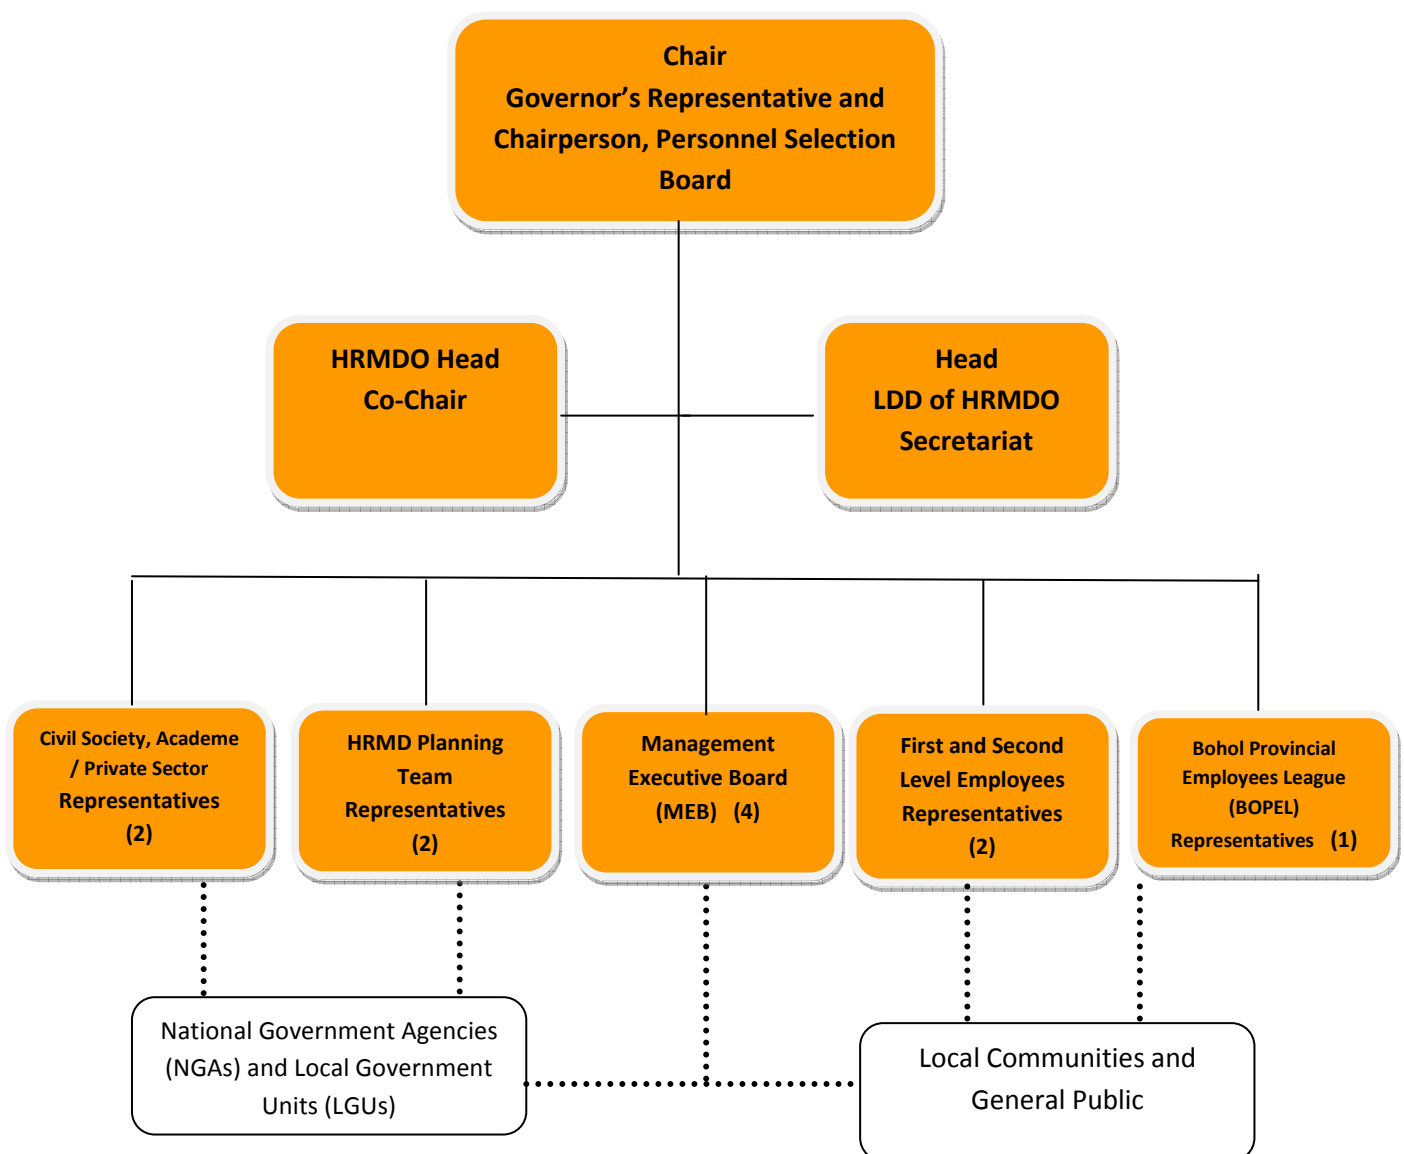 Chair
Governor’s Representative and
Chairperson, Personnel Selection
Board
HRMDO Head
Co-Chair
Head
LDD of HRMDO
Secretariat
Civil Society, Academe
/ Private Sector
Representatives
(2)
HRMD Planning
Team
Representatives
(2)
Management
Executive Board
(MEB) (4)
First and Second
Level Employees
Representatives
(2)
Bohol Provincial
Employees League
(BOPEL)
Representatives (1)
National Government Agencies
(NGAs) and Local Government
Units (LGUs)
Local Communities and
General Public